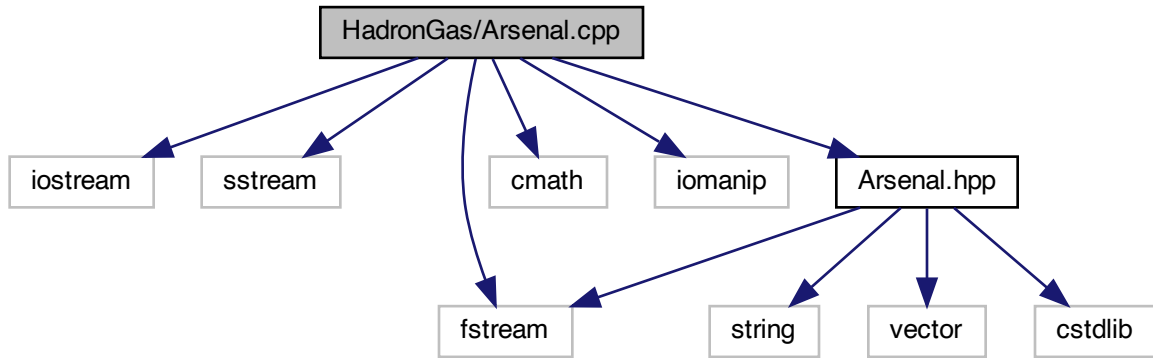 HadronGas/Arsenal.cpp
iostream
sstream
cmath
iomanip
Arsenal.hpp
fstream
string
vector
cstdlib